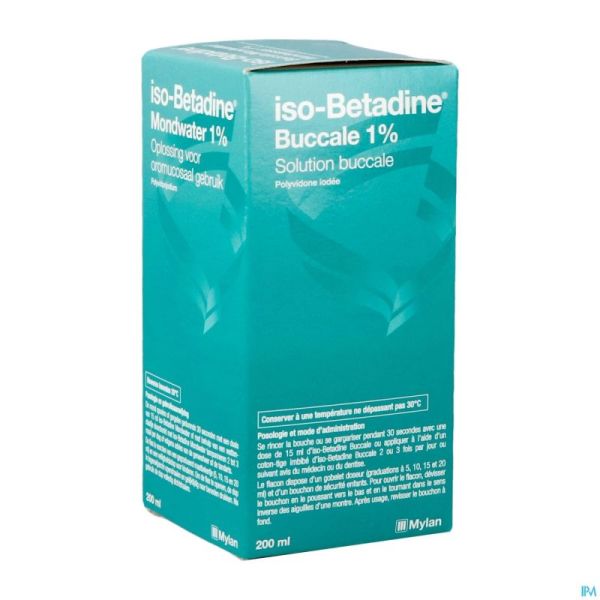 iso-Betadine®
Mondwater 1%
Oplossing voor
oromucosaal gebruik
iso-Betadine®
Buccale 1%
Solution buccale
Polyvidone iodée
Conserver à une température ne dépassant pas 30°C
Posologie et mode d'administration
Se rincer la bouche ou se gargariser pendant 30 secondes avec une
dose de 15 ml d'iso-Betadine Buccale ou appliquer à l'aide d'un
coton-tige imbibé d'iso-Betadine Buccale 2 ou 3 fois par jour ou
suivant avis du médecin ou du dentise.
Le flacon dispose d'un gobelet doseur (graduations à 5, 10, 15 et 20
ml) et d'un bouchon de sécurité enfants. Pour ouvrir le flacon, dévisser
le bouchon en le poussant vers le bas et en le tournant dans le sens
inverse des aiguilles d'une montre. Après usage, revisser le bouchon à
fond.
200 ml
200 ml
Mylan
IPM